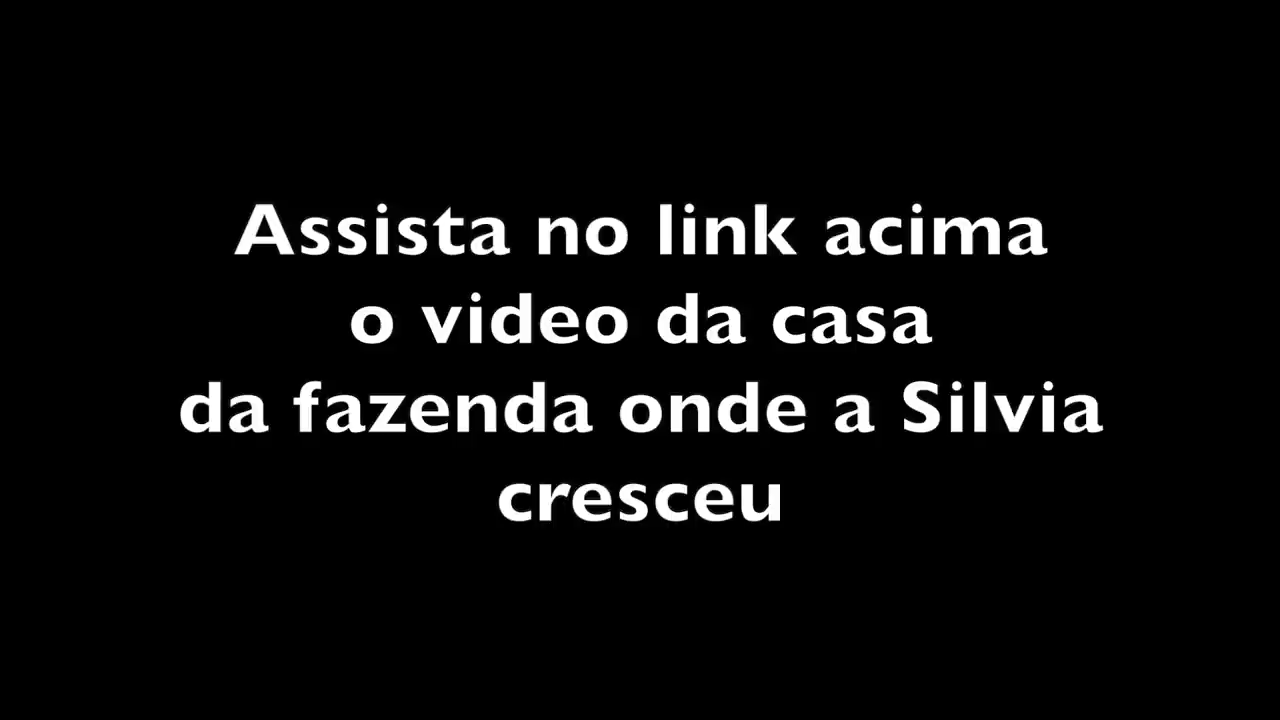 Assista no link acima
o video da casa
da fazenda onde a Silvia
cresceu